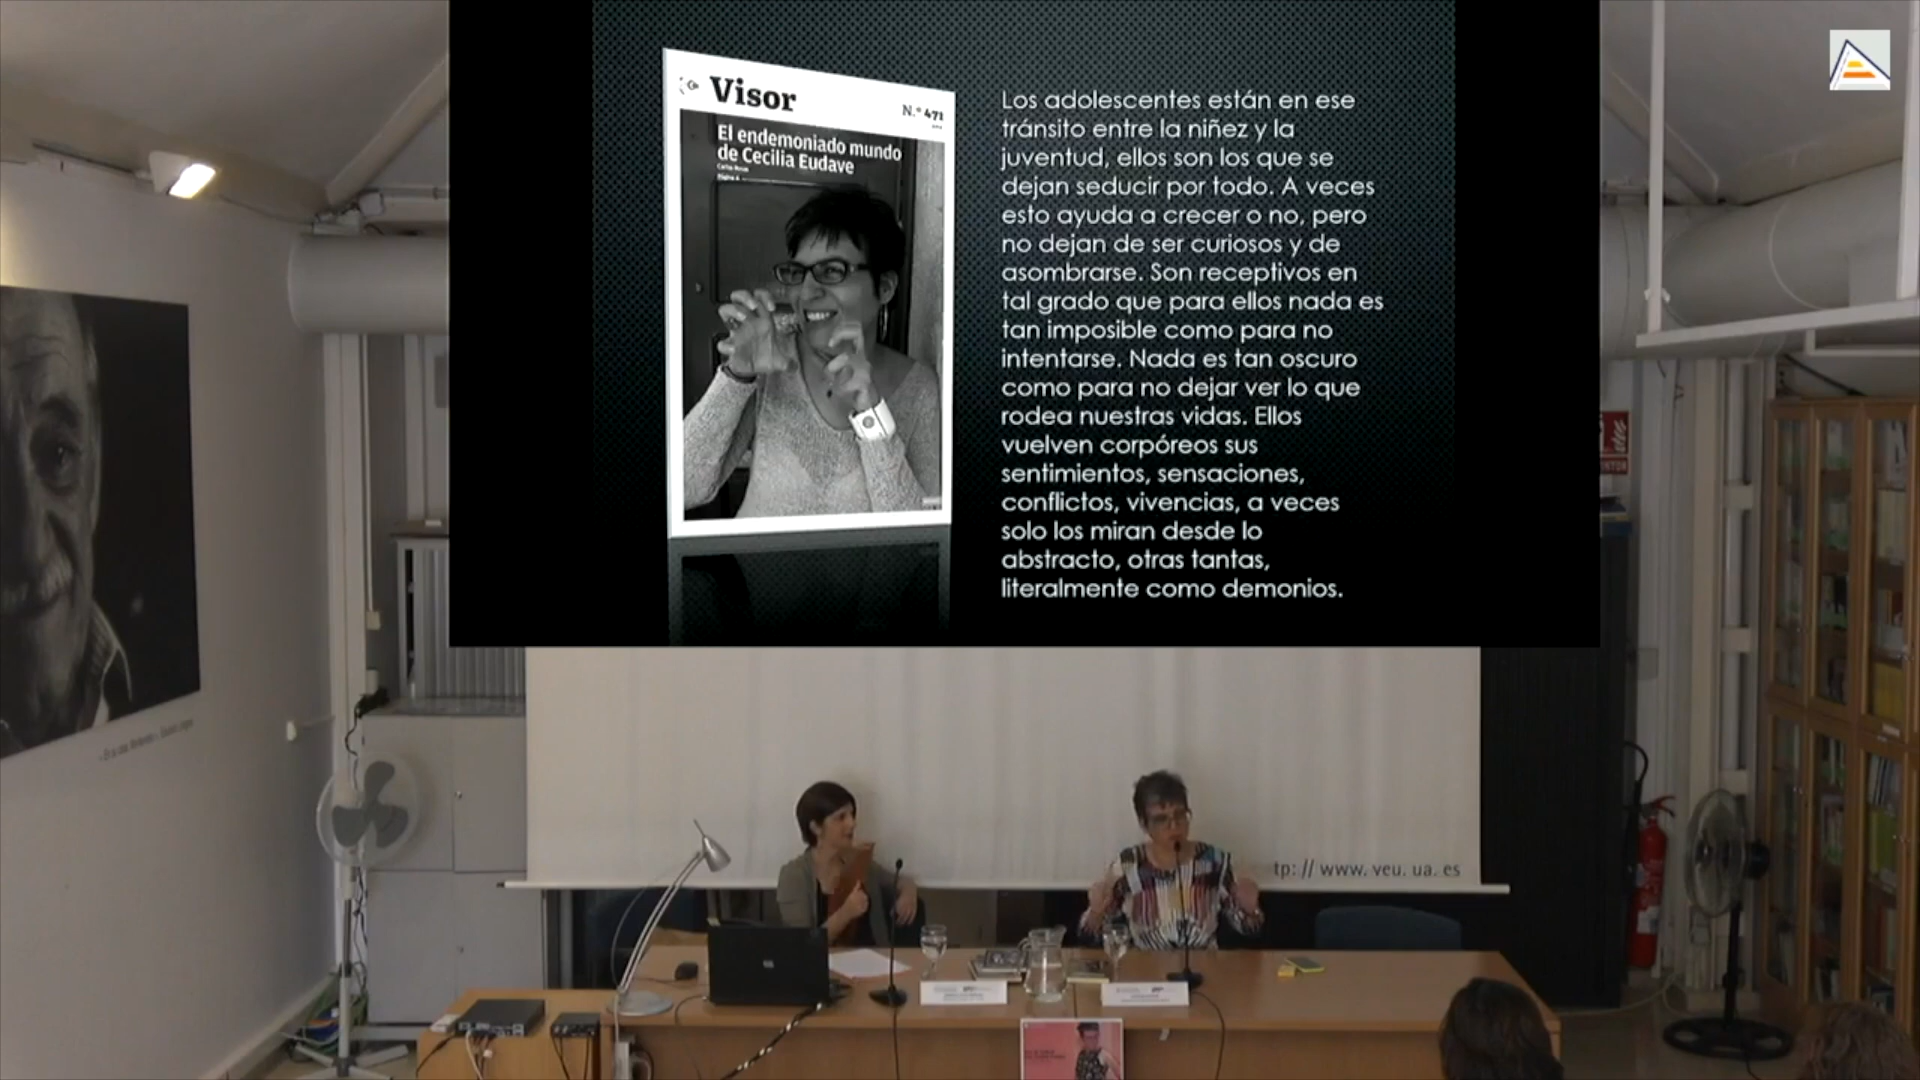 Visor
N.º 471
El endemoniado mundo
de Cecilia Eudave
Los adolescentes están en ese
tránsito entre la niñez y la
juventud, ellos son los que se
dejan seducir por todo. A veces
esto ayuda a crecer o no, pero
no dejan de ser curiosos y de
asombrarse. Son receptivos en
tal grado que para ellos nada es
tan imposible como para no
intentarse. Nada es tan oscuro
como para no dejar ver lo que
rodea nuestras vidas. Ellos
vuelven corpóreos sus
sentimientos, sensaciones,
conflictos, vivencias, a veces
solo los miran desde lo
abstracto, otras tantas,
literalmente como demonios.
tp: // www. veu. ua. es